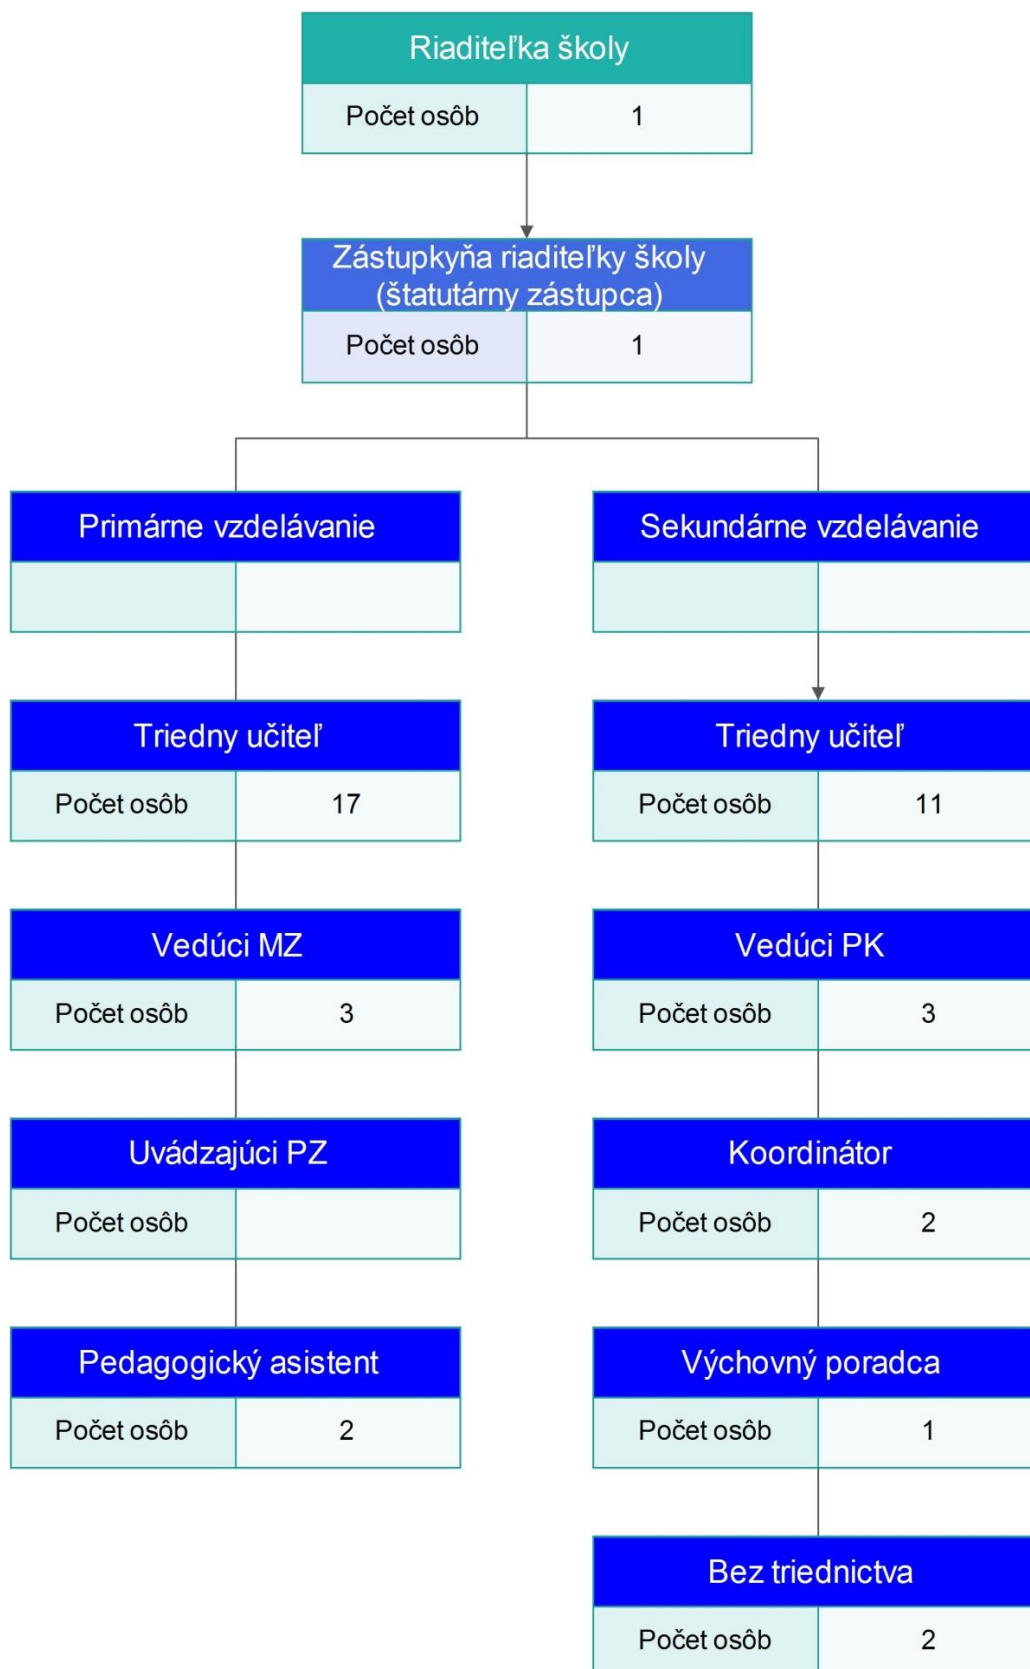 Riaditeľka školy
Počet osôb 1
Zástupkyňa riaditeľky školy
(štatutárny zástupca)
Počet osôb 1
Primárne vzdelávanie
Triedny učiteľ
Počet osôb 17
Vedúci MZ
Počet osôb 3
Uvádzajúci PZ
Počet osôb
Pedagogický asistent
Počet osôb 2
Sekundárne vzdelávanie
Triedny učiteľ
Počet osôb 11
Vedúci PK
Počet osôb 3
Koordinátor
Počet osôb 2
Výchovný poradca
Počet osôb 1
Bez triednictva
Počet osôb 2